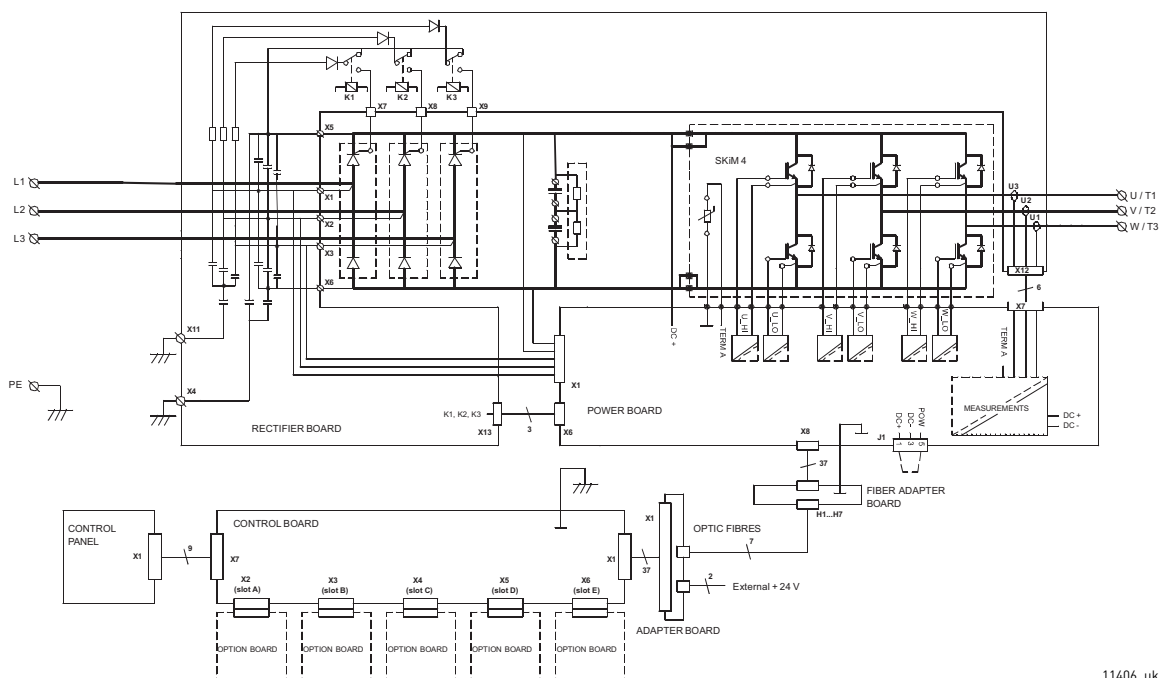 K1
K2
K3
X7
X8
X9
X5
SKiM 4
L1
X1
U3
U / T1
L2
U2
V / T2
X2
U1
L3
W / T3
X3
X12
X6
6
X7
X11
DC +
TERM A
U_HI
U_LO
V_HI
V_LO
W_HI
W_LO
TERM A
PE
X1
X4
MEASUREMENTS
DC +
DC -
K1, K2, K3
POWER BOARD
RECTIFIER BOARD
X13
3
X6
DC+
DC-
POW
X8
J1
1
3
5
37
FIBER ADAPTER
BOARD
H1...H7
CONTROL
PANEL
CONTROL BOARD
X1
OPTIC FIBRES
X1
9
X7
X1
37
7
X2
(slot A)
X3
(slot B)
X4
(slot C)
X5
(slot D)
X6
(slot E)
2
External + 24 V
ADAPTER BOARD
OPTION BOARD
OPTION BOARD
OPTION BOARD
OPTION BOARD
OPTION BOARD
11406_uk